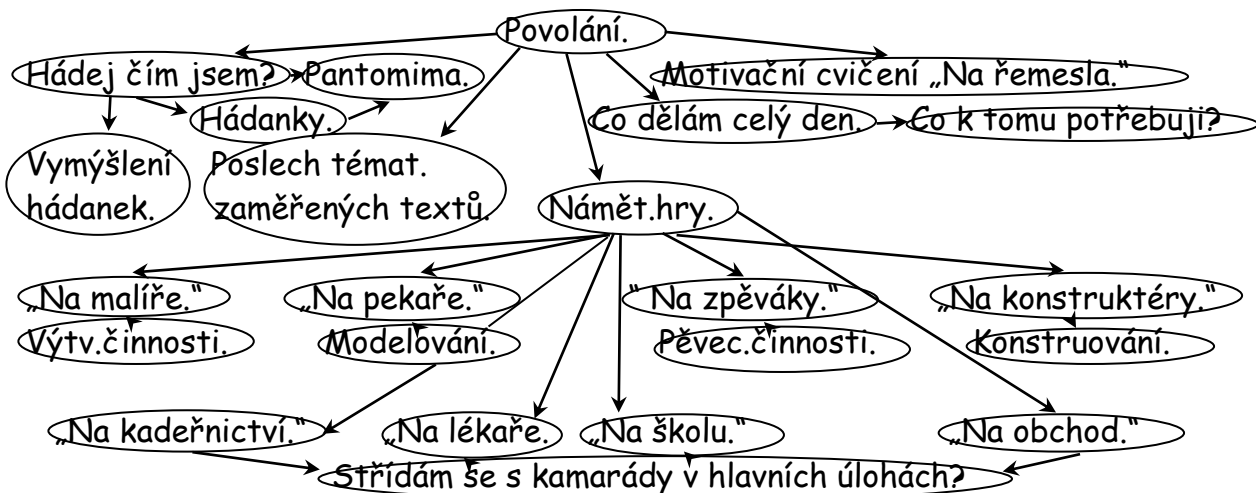 Povolání.
Hádej čím jsem?
Pantomima.
Motivační cvičení „Na řemesla.“
Hádanky.
Co dělám celý den.
Co k tomu potřebuji?
Vymýšlení
hádanek.
Poslech témat.
zaměřených textů.
Námět.hry.
„Na malíře.“
„Na pekaře.“
“ Na zpěváky.“
„Na konstruktéry.“
Výtv.činnosti.
Modelování.
Pěvec.činnosti.
Konstruování.
„Na kadeřnictví.“
„Na lékaře.
„Na školu.“
„Na obchod.“
Střídám se s kamarády v hlavních úlohách?